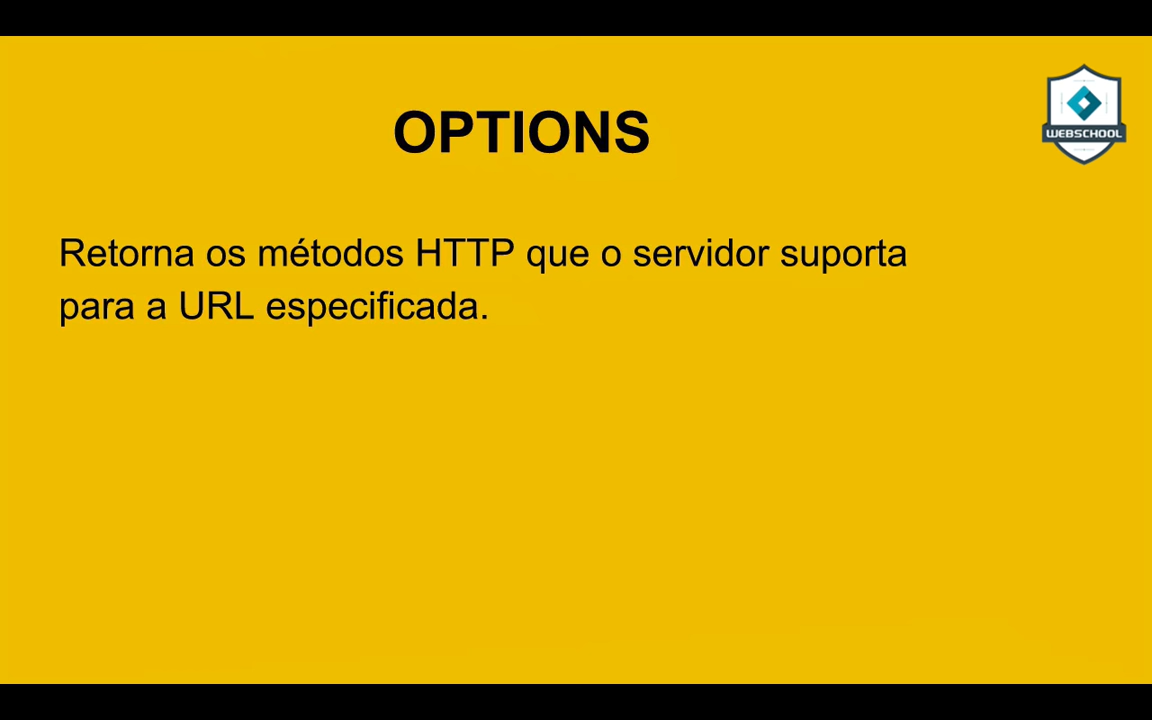 OPTIONS
WEBSCHOOL
Retorna os métodos HTTP que o servidor suporta
para a URL especificada.